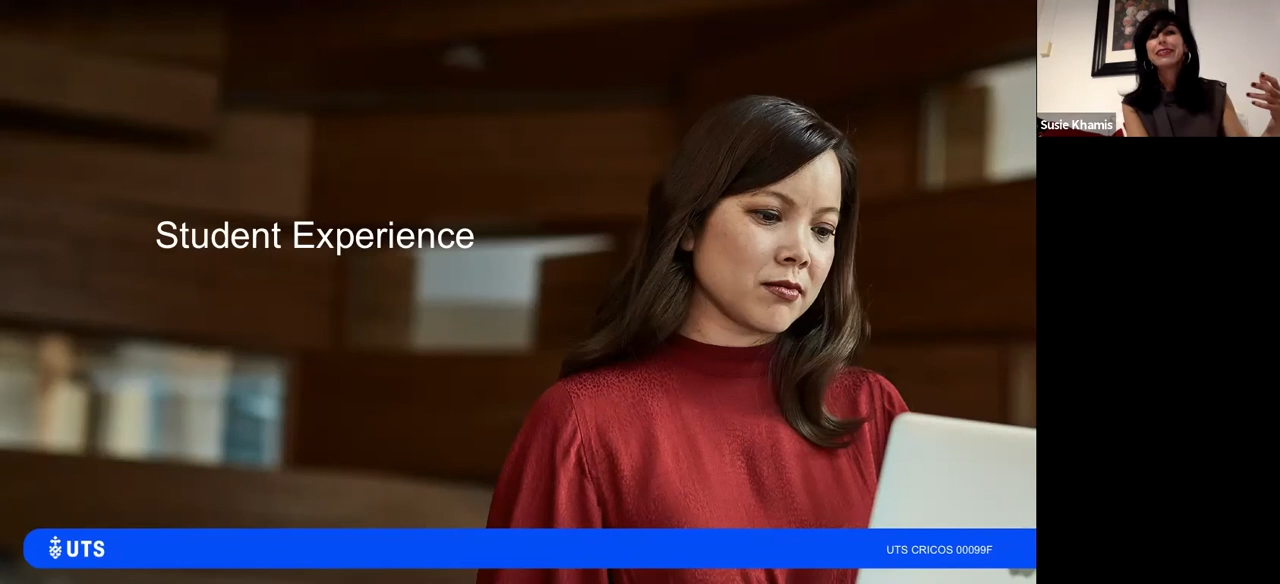 Student Experience
Susie Khamis
UTS
UTS CRICOS 00099F